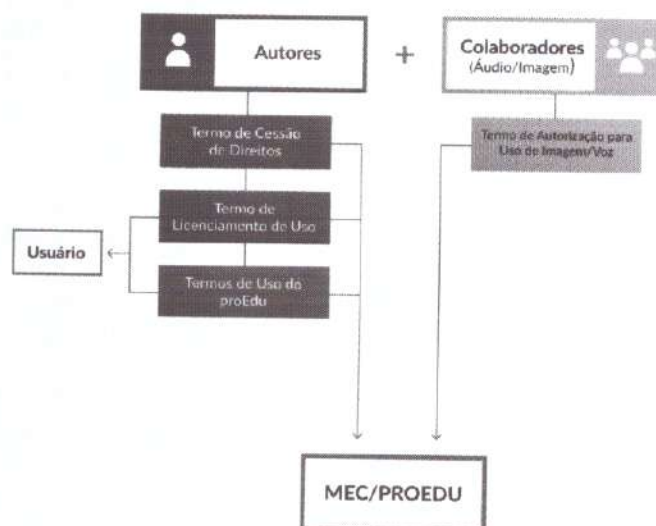 Autores
+
Colaboradores
(Áudio/Imagem)
Termo de Cessão
de Direitos
Termo de Autorização para
Uso de Imagem/Voz
Termo de
Licenciamento de Uso
Usuário
Termos de Uso do
proEdu
MEC/PROEDU